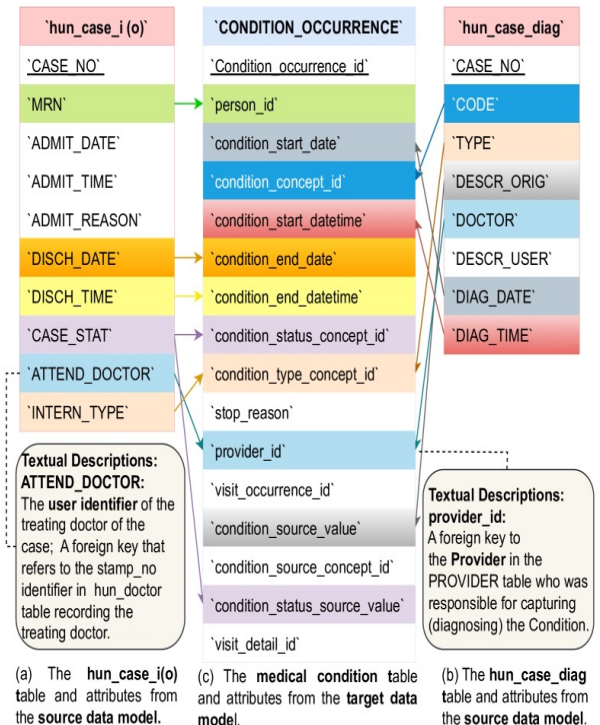 `hun_case_i (o)`
`CASE_NO`
`MRN`
`ADMIT_DATE`
`ADMIT_TIME`
`ADMIT_REASON`
`DISCH_DATE`
`DISCH_TIME`
`CASE_STAT`
`ATTEND_DOCTOR`
`INTERN_TYPE`
Textual Descriptions:
ATTEND_DOCTOR:
The user identifier of the
treating doctor of the
case; A foreign key that
refers to the stamp_no
identifier in hun_doctor
table recording the
treating doctor.
(a) The hun_case_i(o)
table and attributes from
the source data model.
`CONDITION_OCCURRENCE`
`Condition_occurrence_id`
`person_id`
`condition_start_date`
`condition_concept_id`
`condition_start_datetime`
`condition_end_date`
`condition_end_datetime`
`condition_status_concept_id`
`condition_type_concept_id`
`stop_reason`
`provider_id`
`visit_occurrence_id`
`condition_source_value`
`condition_source_concept_id`
`condition_status_source_value`
`visit_detail_id`
(c) The medical condition table
and attributes from the target data
model.
`hun_case_diag`
`CASE_NO`
`CODE`
`TYPE`
`DESCR_ORIG`
`DOCTOR`
`DESCR_USER`
`DIAG_DATE`
`DIAG_TIME`
Textual Descriptions:
provider_id:
A foreign key to
the Provider in the
PROVIDER table who was
responsible for capturing
(diagnosing) the Condition.
(b) The hun_case_diag
table and attributes from
the source data model.